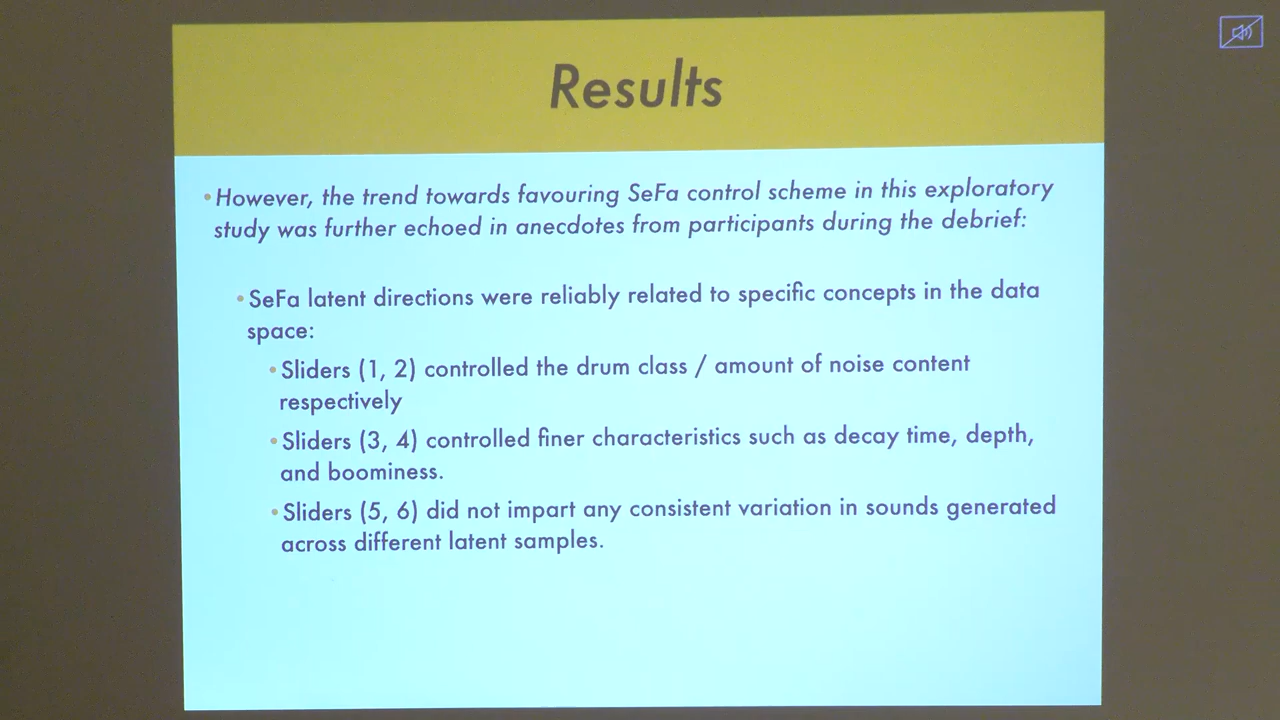 Results
•However, the trend towards favouring SeFa control scheme in this exploratory
study was further echoed in anecdotes from participants during the debrief:
•SeFa latent directions were reliably related to specific concepts in the data
space:
•Sliders (1, 2) controlled the drum class / amount of noise content
respectively
•Sliders (3, 4) controlled finer characteristics such as decay time, depth,
and boominess.
•Sliders (5, 6) did not impart any consistent variation in sounds generated
across different latent samples.